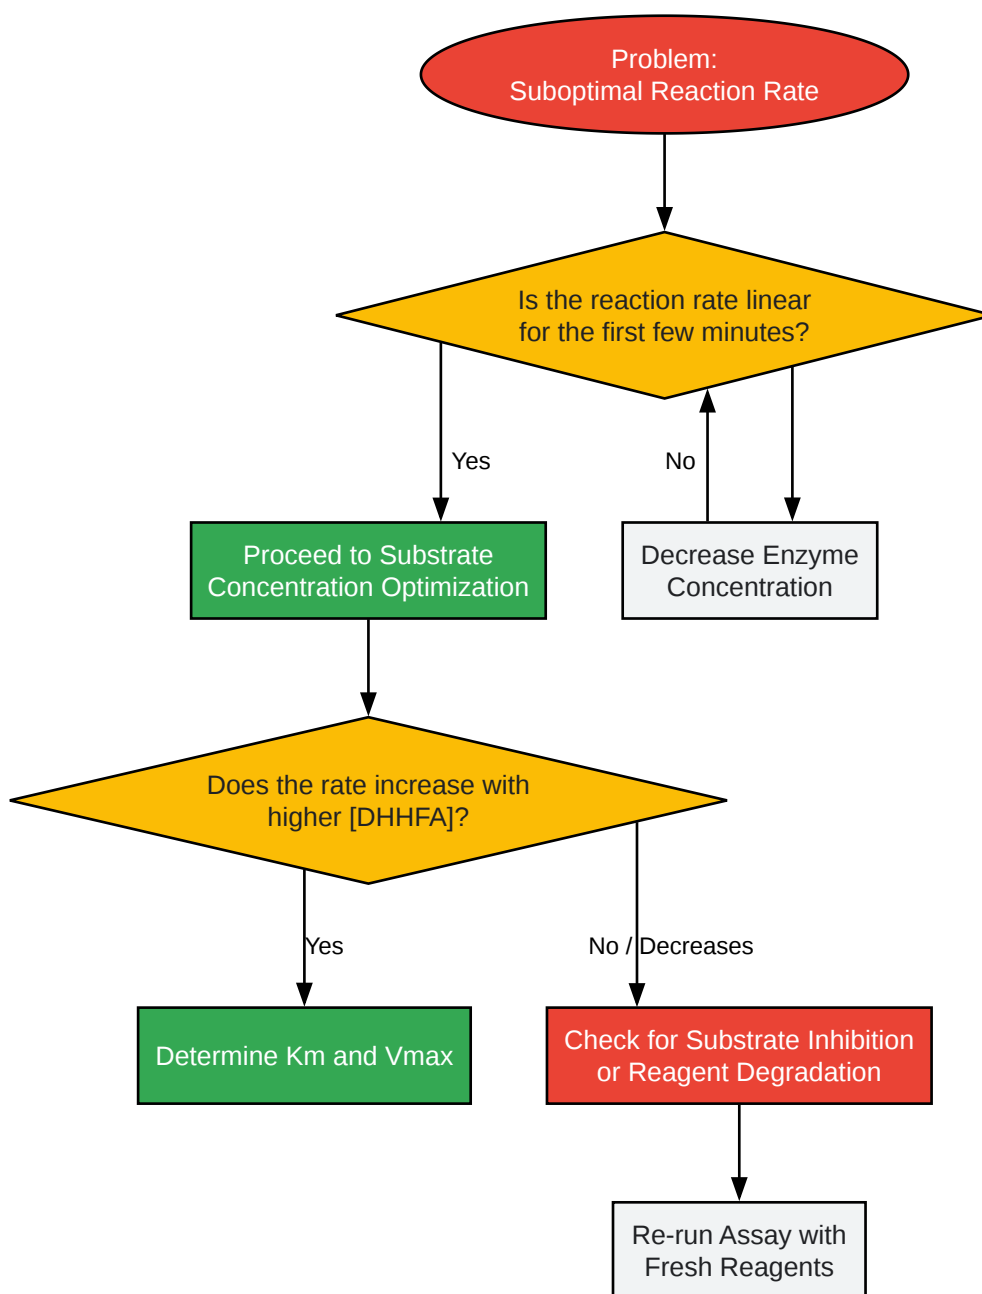 Problem:
Suboptimal Reaction Rate
Is the reaction rate linear
for the first few minutes?
Yes
No
Proceed to Substrate
Concentration Optimization
Decrease Enzyme
Concentration
Does the rate increase with
higher [DHHFA]?
Yes
No / Decreases
Determine Km and Vmax
Check for Substrate Inhibition
or Reagent Degradation
Re-run Assay with
Fresh Reagents